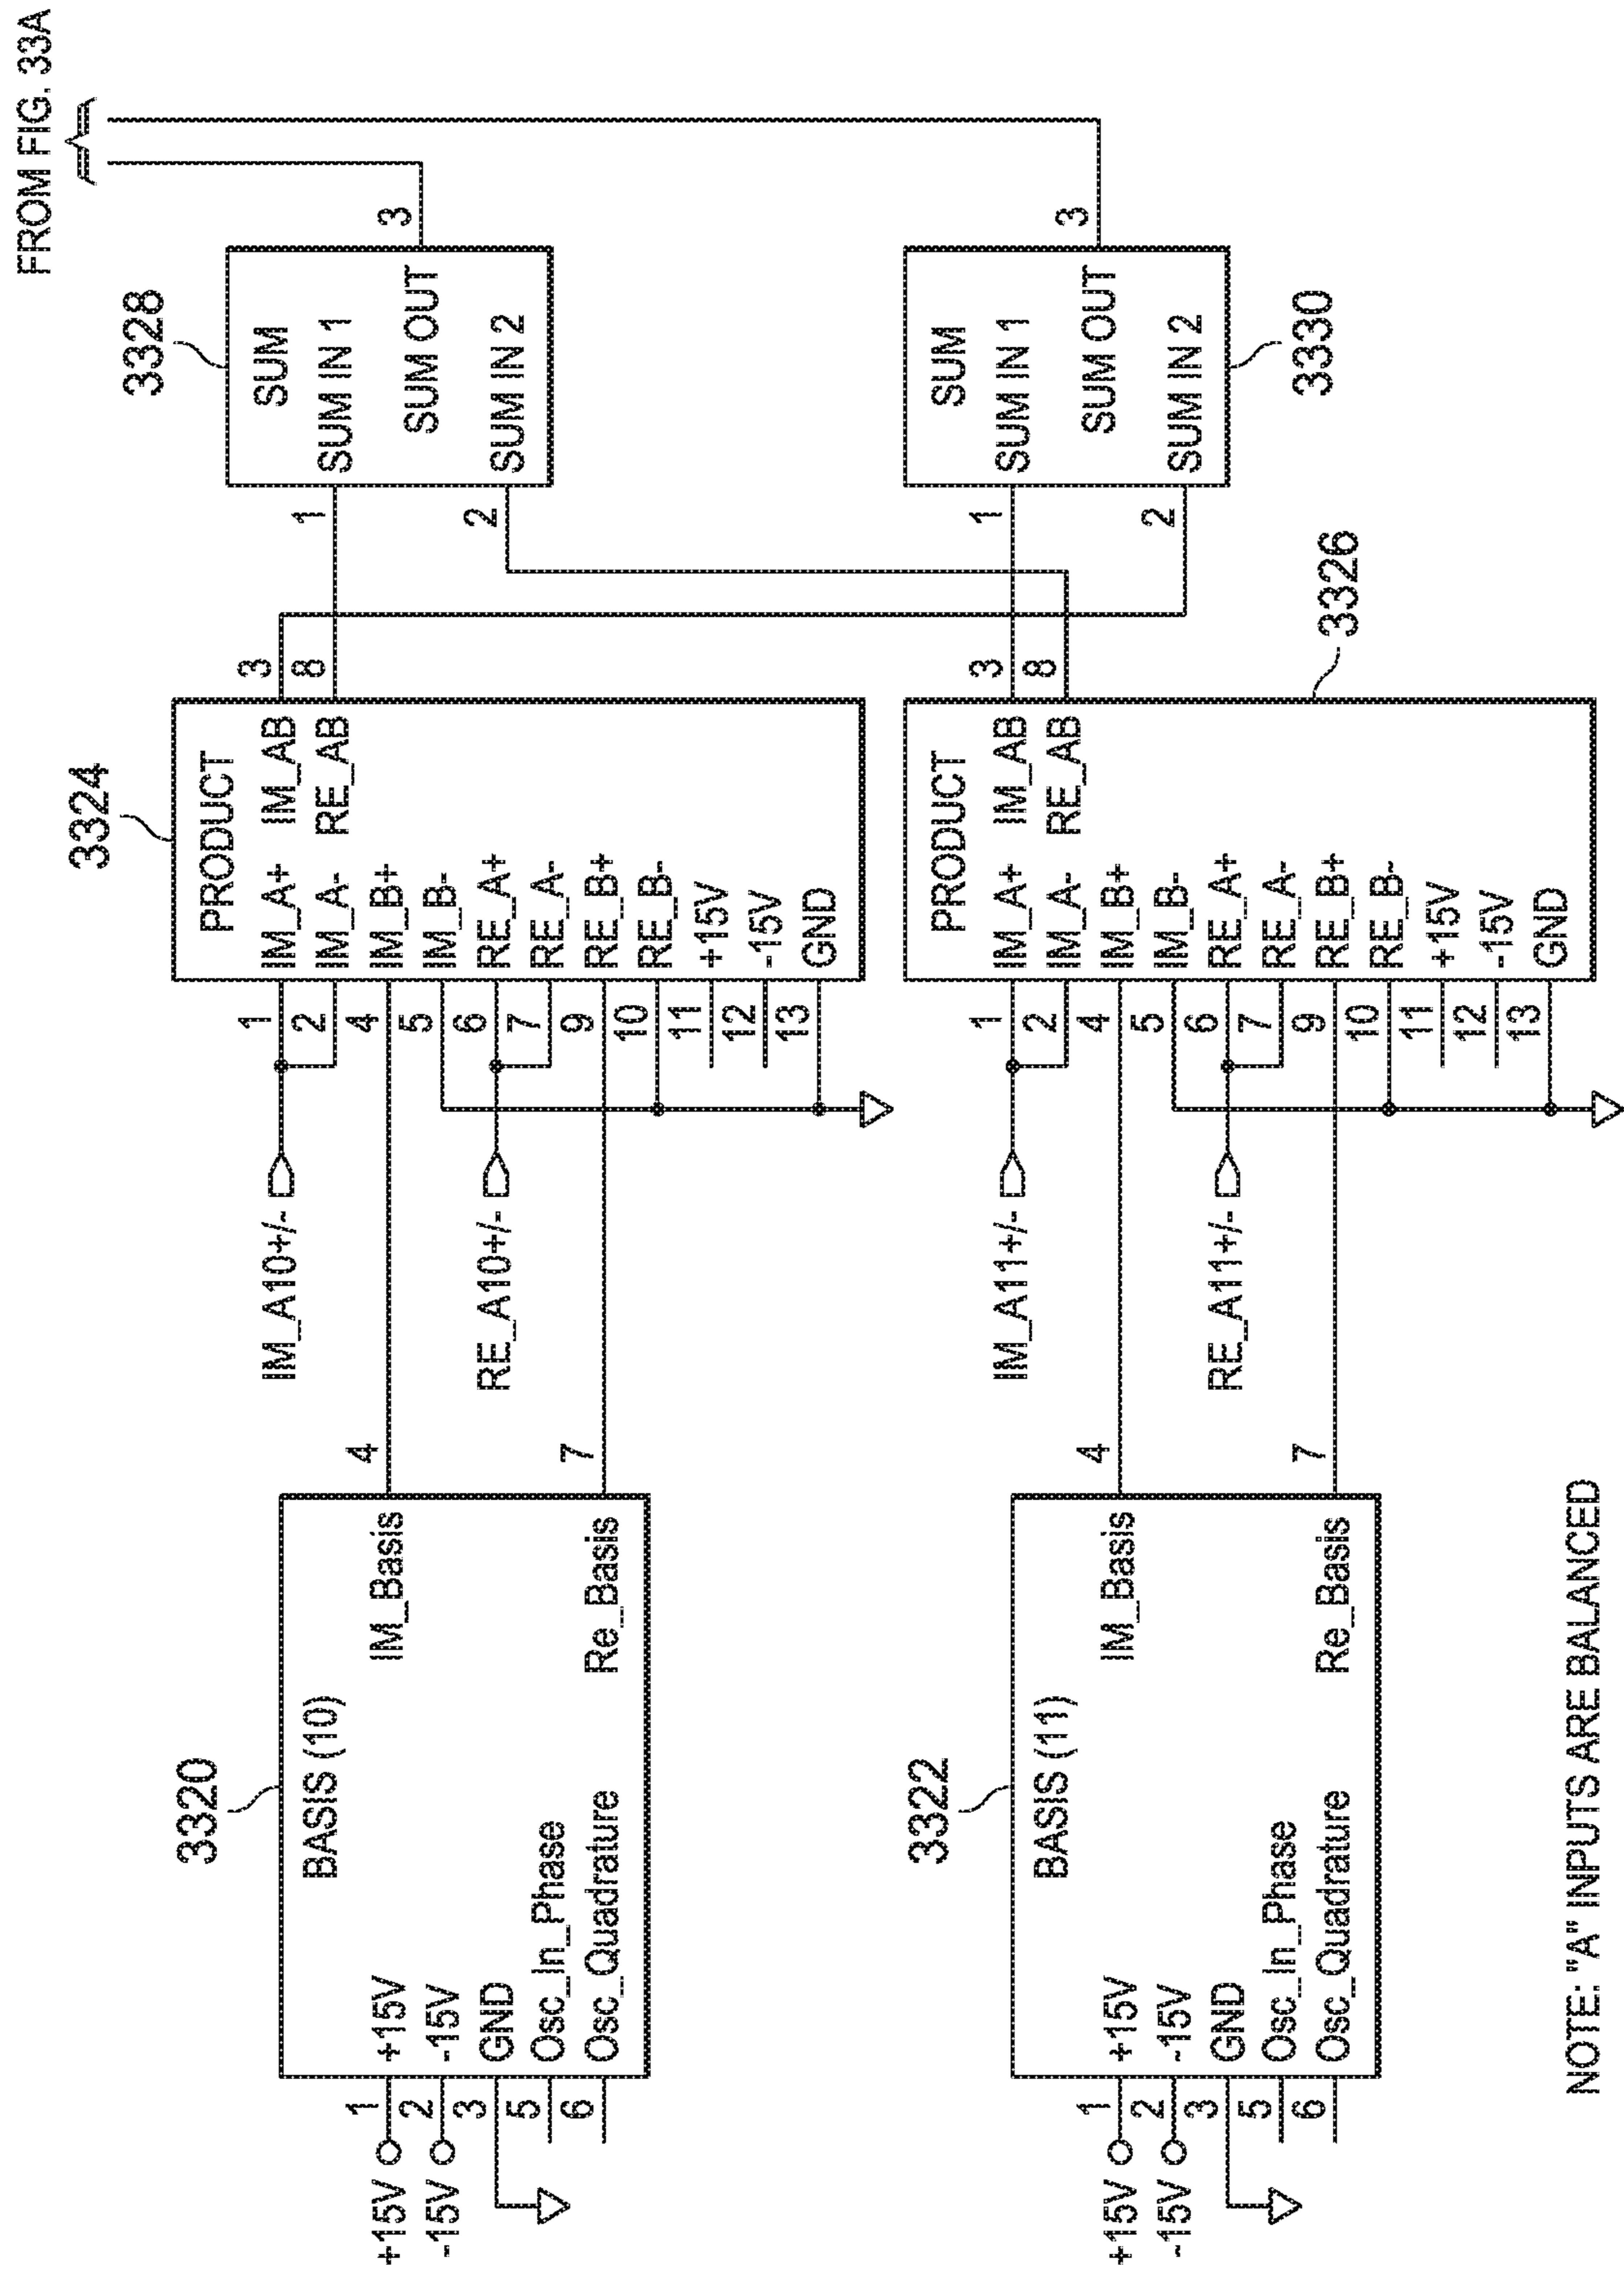 FROM FIG. 33A
3320
BASIS (10)
+15V
-15V
1
2
3
5
6
+15V
-15V
GND
Osc_In_Phase
Osc_Quadrature
IM_Basis
Re_Basis
4
7
IM_A10+/-
RE_A10+/-
3324
PRODUCT
1
2
4
5
6
7
9
10
11
12
13
IM_A+
IM_A-
IM_B+
IM_B-
RE_A+
RE_A-
RE_B+
RE_B-
+15V
-15V
GND
IM_AB
RE_AB
3
8
3328
SUM
1
SUM IN 1
SUM OUT
3
2
SUM IN 2
3322
BASIS (11)
+15V
-15V
1
2
3
5
6
+15V
-15V
GND
Osc_In_Phase
Osc_Quadrature
IM_Basis
Re_Basis
4
7
IM_A11+/-
RE_A11+/-
3326
PRODUCT
1
2
4
5
6
7
9
10
11
12
13
IM_A+
IM_A-
IM_B+
IM_B-
RE_A+
RE_A-
RE_B+
RE_B-
+15V
-15V
GND
IM_AB
RE_AB
3
8
SUM
1
SUM IN 1
SUM OUT
3
2
SUM IN 2
3330
NOTE: "A" INPUTS ARE BALANCED